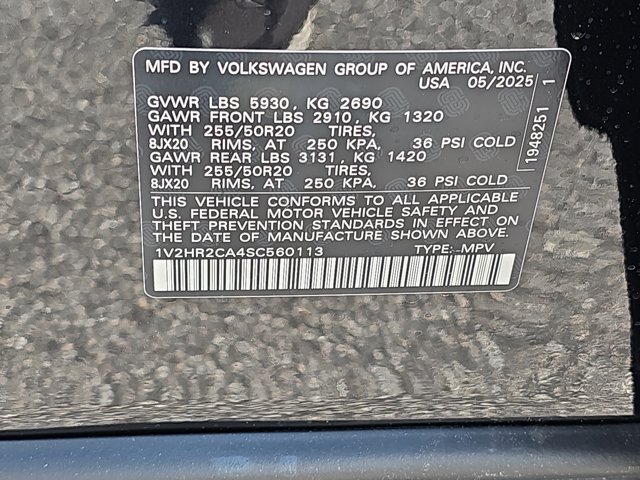 MFD BY VOLKSWAGEN GROUP OF AMERICA, INC.
USA 05/2025
GVWR LBS 5930, KG 2690
GAWR FRONT LBS 2910, KG 1320
WITH 255/50R20 TIRES,
8JX20 RIMS, AT 250 KPA, 36 PSI COLD
GAWR REAR LBS 3131, KG 1420
WITH 255/50R20 TIRES,
8JX20 RIMS, AT 250 KPA, 36 PSI COLD
THIS VEHICLE CONFORMS TO ALL APPLICABLE
U.S. FEDERAL MOTOR VEHICLE SAFETY AND
THEFT PREVENTION STANDARDS IN EFFECT ON
THE DATE OF MANUFACTURE SHOWN ABOVE.
1V2HR2CA4SC560113 TYPE: MPV
1948251 1